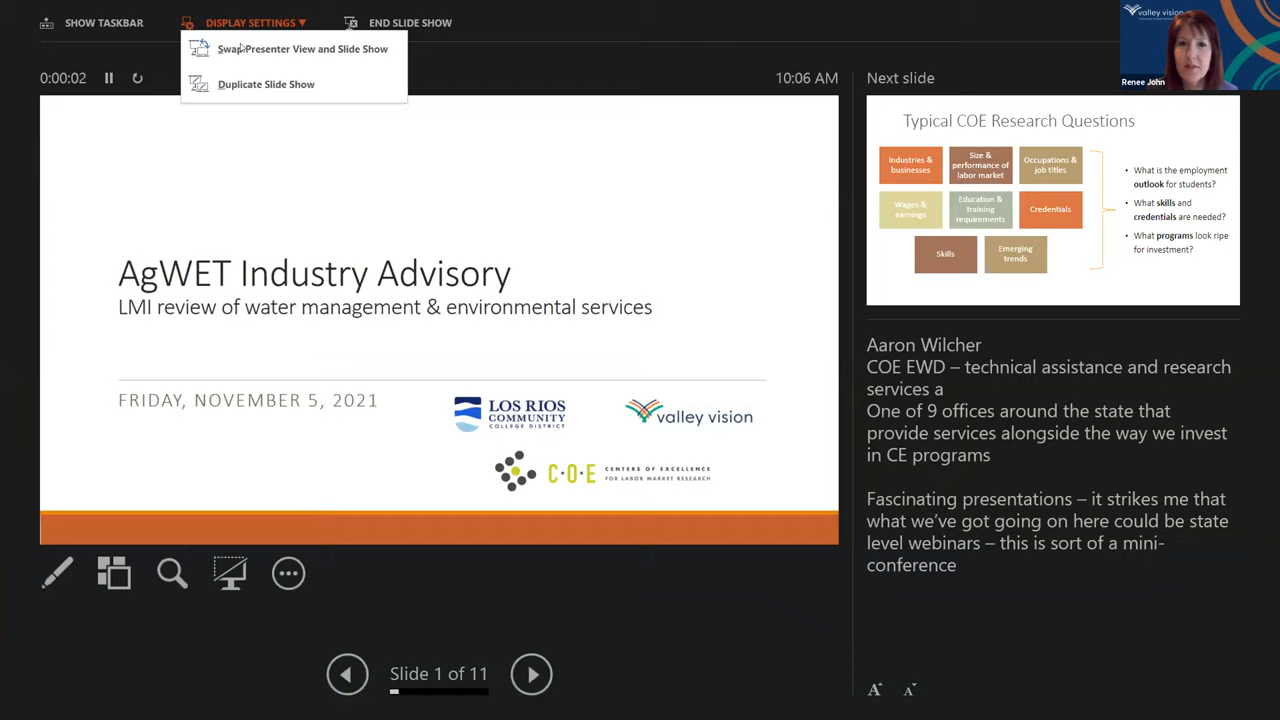 SHOW TASKBAR
DISPLAY SETTINGS ▼
END SLIDE SHOW
Swap Presenter View and Slide Show
Duplicate Slide Show
0:00:02
10:06 AM
AgWET Industry Advisory
LMI review of water management & environmental services
FRIDAY, NOVEMBER 5, 2021
LOS RIOS
COMMUNITY
COLLEGE DISTRICT
valley vision
C·O·E
CENTERS OF EXCELLENCE
FOR LABOR MARKET RESEARCH
Slide 1 of 11
valley vision
Renee John
Next slide
Typical COE Research Questions
Industries &
businesses
Size &
performance of
labor market
Occupations &
job titles
Wages &
earnings
Education &
training
requirements
Credentials
Skills
Emerging
trends
• What is the employment
outlook for students?
• What skills and
credentials are needed?
• What programs look ripe
for investment?
Aaron Wilcher
COE EWD – technical assistance and research
services a
One of 9 offices around the state that
provide services alongside the way we invest
in CE programs
Fascinating presentations – it strikes me that
what we've got going on here could be state
level webinars – this is sort of a mini-
conference
A
A